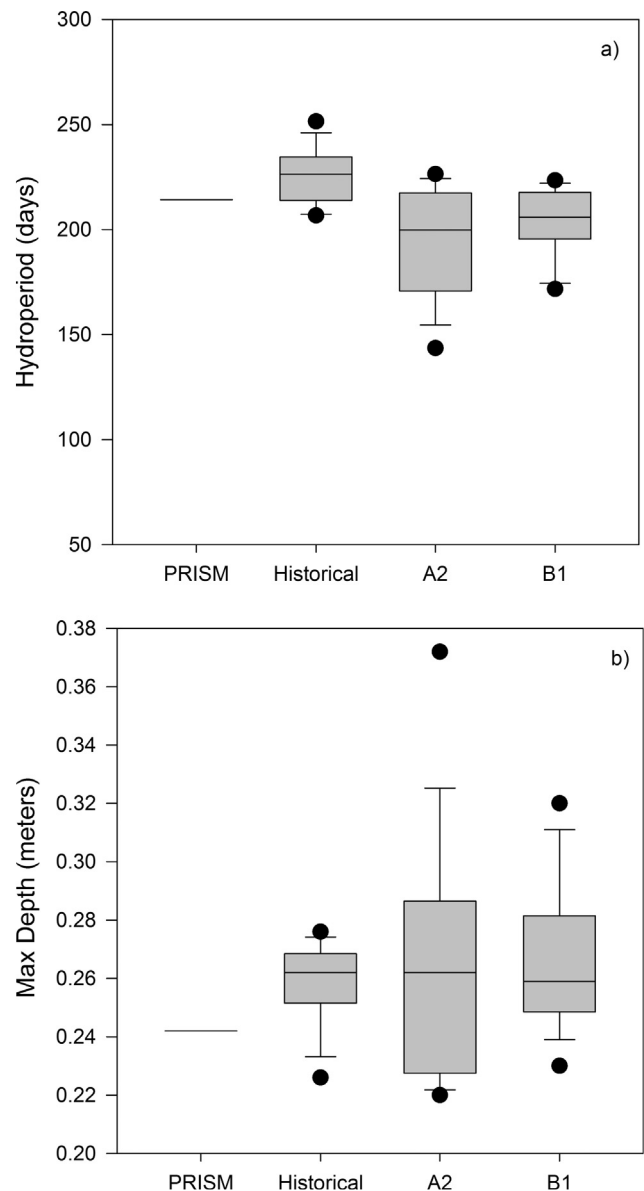 a)
300
250
200
150
100
50
Hydroperiod (days)
PRISM Historical A2 B1
b)
0.38
0.36
0.34
0.32
0.30
0.28
0.26
0.24
0.22
0.20
Max Depth (meters)
PRISM Historical A2 B1